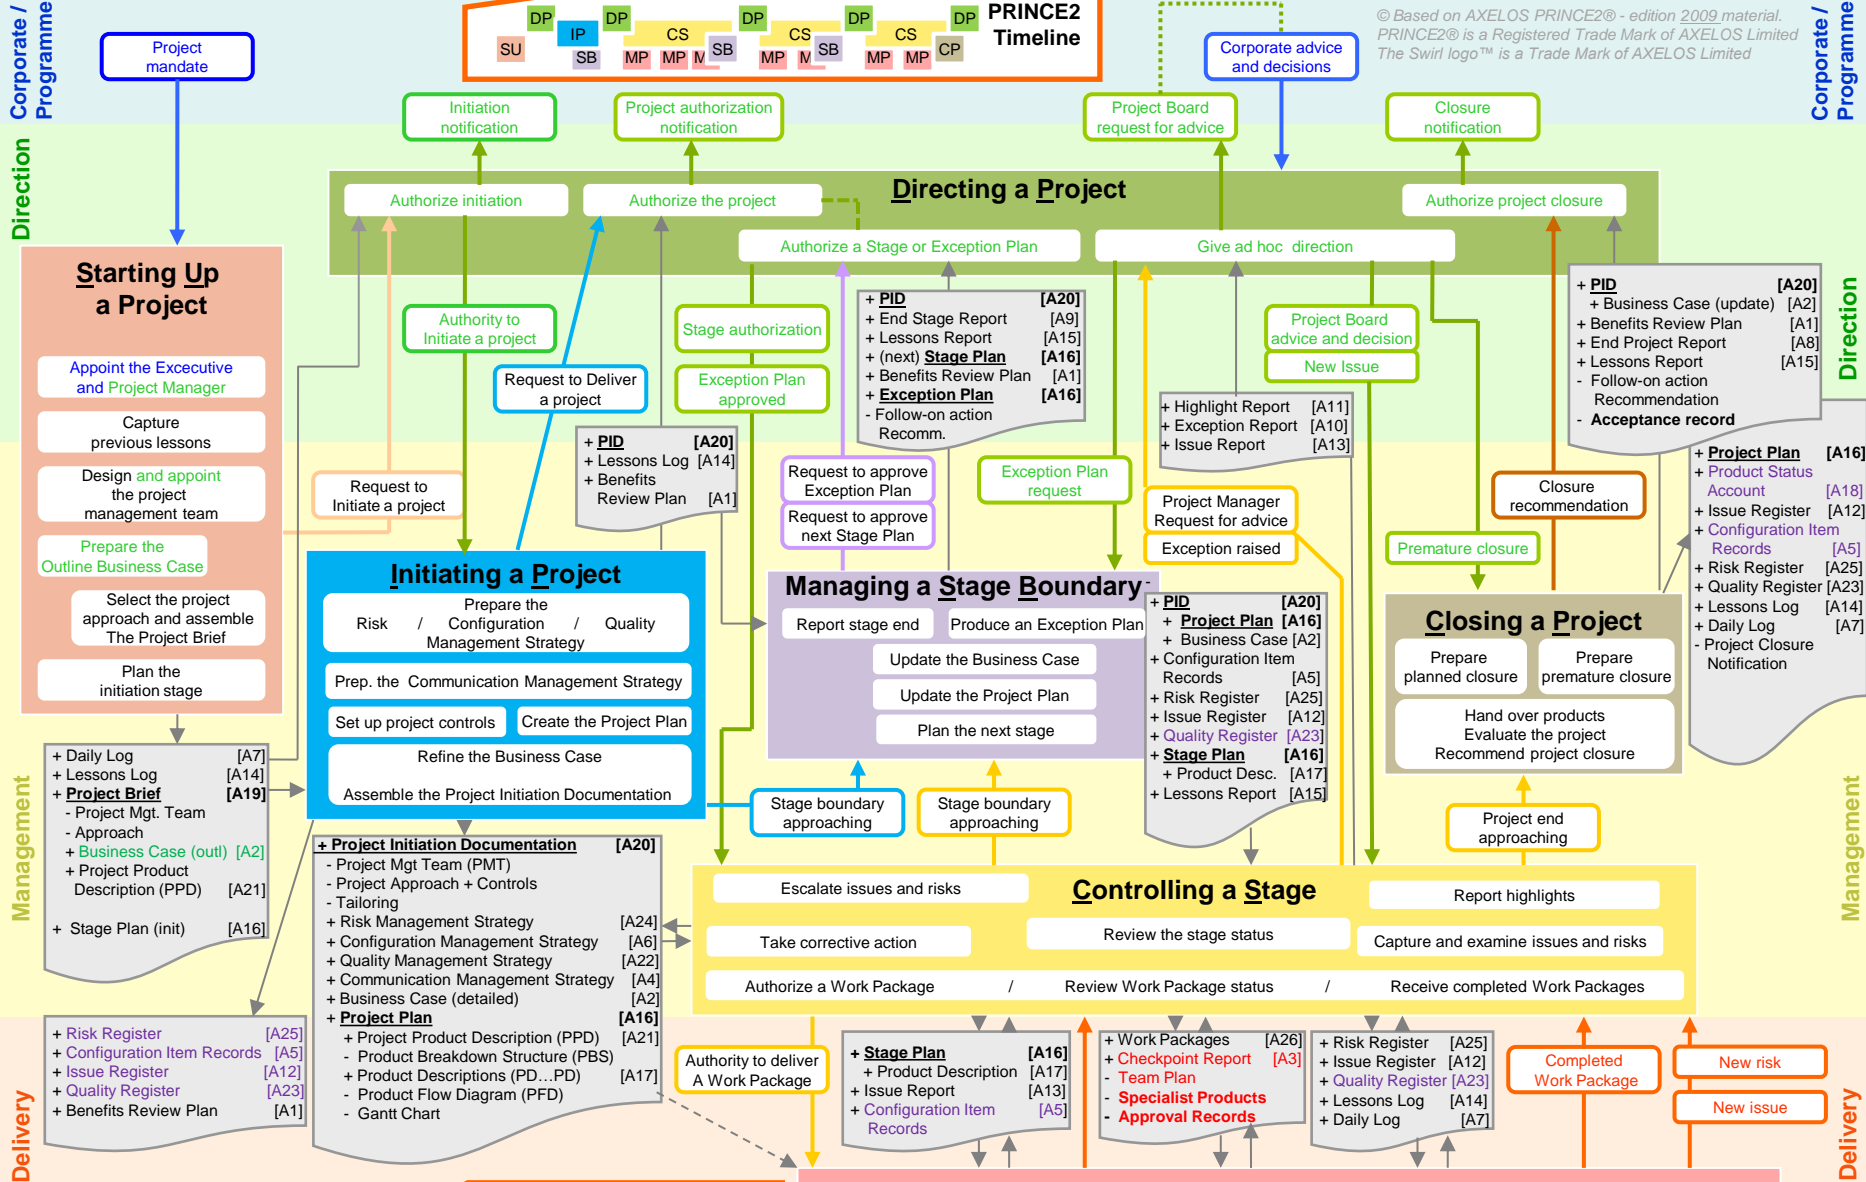 Corporate /
Programme
Project
mandate
DP
DP
DP
DP
DP
PRINCE2
Timeline
IP
CS
CS
CS
SU
SB
MP
MP
M
SB
MP
M
SB
MP
MP
CP
Corporate advice
and decisions
© Based on AXELOS PRINCE2® - edition 2009 material.
PRINCE2® is a Registered Trade Mark of AXELOS Limited
The Swirl logo™ is a Trade Mark of AXELOS Limited
Corporate /
Programme
Initiation
notification
Project authorization
notification
Project Board
request for advice
Closure
notification
Direction
Directing a Project
Authorize initiation
Authorize the project
Authorize project closure
Authorize a Stage or Exception Plan
Give ad hoc direction
Direction
Starting Up
a Project
Appoint the Excecutive
and Project Manager
Capture
previous lessons
Design and appoint
the project
management team
Prepare the
Outline Business Case
Select the project
approach and assemble
The Project Brief
Plan the
initiation stage
Authority to
Initiate a project
Request to Deliver
a project
Request to
Initiate a project
Stage authorization
Exception Plan
approved
+ PID [A20]
+ Lessons Log [A14]
+ Benefits
Review Plan [A1]
+ PID [A20]
+ End Stage Report [A9]
+ Lessons Report [A15]
+ (next) Stage Plan [A16]
+ Benefits Review Plan [A1]
+ Exception Plan [A16]
- Follow-on action
Recomm.
Request to approve
Exception Plan
Request to approve
next Stage Plan
Exception Plan
request
Project Board
advice and decision
New Issue
+ Highlight Report [A11]
+ Exception Report [A10]
+ Issue Report [A13]
Project Manager
Request for advice
Exception raised
Premature closure
Closure
recommendation
+ PID [A20]
+ Business Case (update) [A2]
+ Benefits Review Plan [A1]
+ End Project Report [A8]
+ Lessons Report [A15]
- Follow-on action
Recommendation
- Acceptance record
+ Project Plan [A16]
+ Product Status
Account [A18]
+ Issue Register [A12]
+ Configuration Item
Records [A5]
+ Risk Register [A25]
+ Quality Register [A23]
+ Lessons Log [A14]
+ Daily Log [A7]
- Project Closure
Notification
Initiating a Project
Prepare the
Risk / Configuration / Quality
Management Strategy
Prep. the Communication Management Strategy
Set up project controls
Create the Project Plan
Refine the Business Case
Assemble the Project Initiation Documentation
Managing a Stage Boundary
-
Report stage end
Produce an Exception Plan
Update the Business Case
Update the Project Plan
Plan the next stage
+ PID [A20]
+ Project Plan [A16]
+ Business Case [A2]
+ Configuration Item
Records [A5]
+ Risk Register [A25]
+ Issue Register [A12]
+ Quality Register [A23]
+ Stage Plan [A16]
+ Product Desc. [A17]
+ Lessons Report [A15]
Closing a Project
Prepare
planned closure
Prepare
premature closure
Hand over products
Evaluate the project
Recommend project closure
Management
+ Daily Log [A7]
+ Lessons Log [A14]
+ Project Brief [A19]
- Project Mgt. Team
- Approach
+ Business Case (outl) [A2]
+ Project Product
Description (PPD) [A21]
+ Stage Plan (init) [A16]
Stage boundary
approaching
Stage boundary
approaching
Project end
approaching
Management
+ Project Initiation Documentation [A20]
- Project Mgt Team (PMT)
- Project Approach + Controls
- Tailoring
+ Risk Management Strategy [A24]
+ Configuration Management Strategy [A6]
+ Quality Management Strategy [A22]
+ Communication Management Strategy [A4]
+ Business Case (detailed) [A2]
+ Project Plan [A16]
+ Project Product Description (PPD) [A21]
- Product Breakdown Structure (PBS)
+ Product Descriptions (PD…PD) [A17]
- Product Flow Diagram (PFD)
- Gantt Chart
Controlling a Stage
Escalate issues and risks
Report highlights
Take corrective action
Review the stage status
Capture and examine issues and risks
Authorize a Work Package / Review Work Package status / Receive completed Work Packages
Delivery
+ Risk Register [A25]
+ Configuration Item Records [A5]
+ Issue Register [A12]
+ Quality Register [A23]
+ Benefits Review Plan [A1]
Authority to deliver
A Work Package
+ Stage Plan [A16]
+ Product Description [A17]
+ Issue Report [A13]
+ Configuration Item [A5]
Records
+ Work Packages [A26]
+ Checkpoint Report [A3]
- Team Plan
- Specialist Products
- Approval Records
+ Risk Register [A25]
+ Issue Register [A12]
+ Quality Register [A23]
+ Lessons Log [A14]
+ Daily Log [A7]
Completed
Work Package
New risk
New issue
Delivery